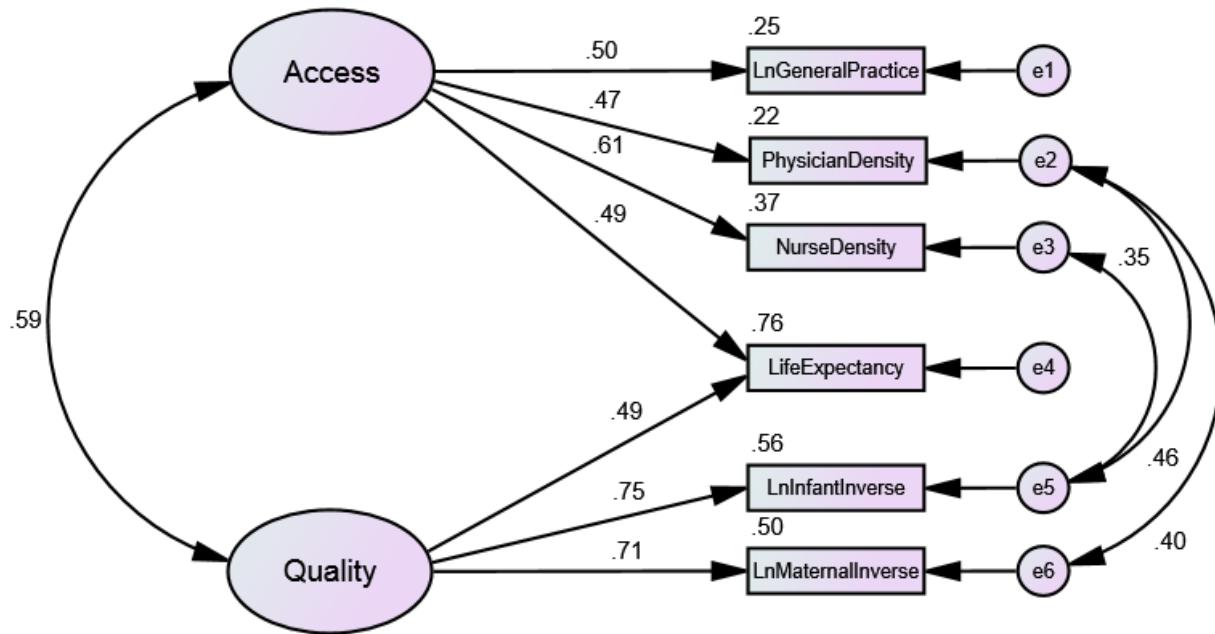 .25
.50
Access
LnGeneralPractice
e1
.47
.22
PhysicianDensity
e2
.61
.37
.49
NurseDensity
e3
.35
.59
.76
LifeExpectancy
e4
.49
.56
.46
.75
LnInfantInverse
e5
.50
.40
Quality
.71
LnMaternalInverse
e6